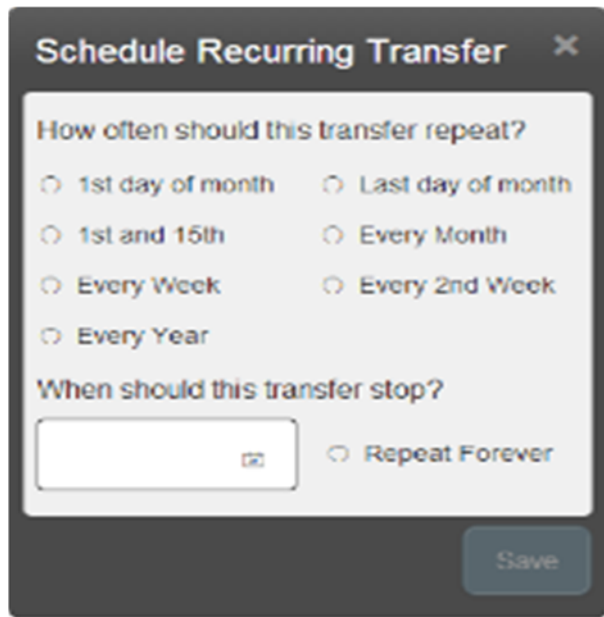 Schedule Recurring Transfer ×
How often should this transfer repeat?
1st day of month Last day of month
1st and 15th Every Month
Every Week Every 2nd Week
Every Year
When should this transfer stop?
Repeat Forever
Save